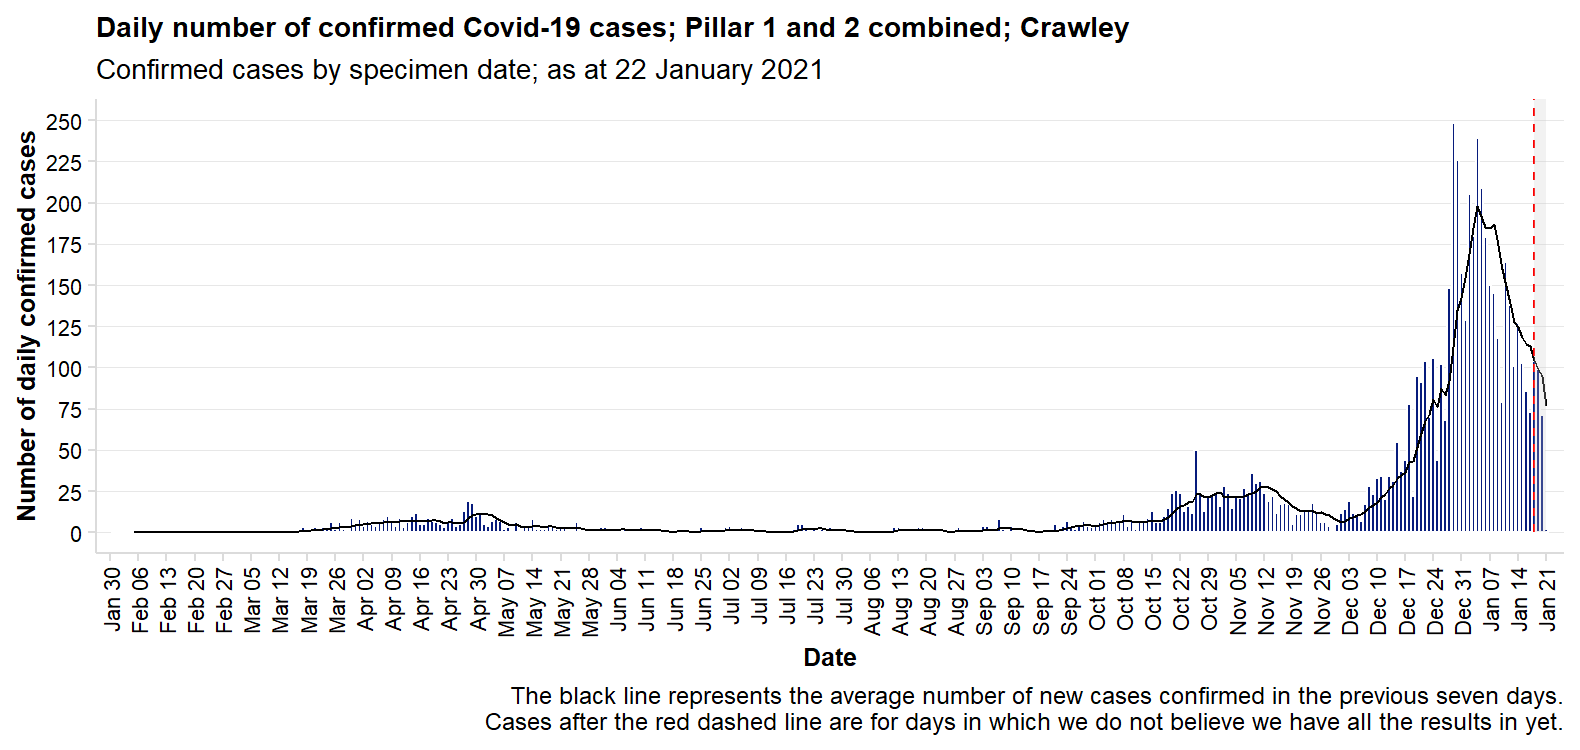 Daily number of confirmed Covid-19 cases; Pillar 1 and 2 combined; Crawley
Confirmed cases by specimen date; as at 22 January 2021
Number of daily confirmed cases
250
225
200
175
150
125
100
75
50
25
0
Jan 30
Feb 06
Feb 13
Feb 20
Feb 27
Mar 05
Mar 12
Mar 19
Mar 26
Apr 02
Apr 09
Apr 16
Apr 23
Apr 30
May 07
May 14
May 21
May 28
Jun 04
Jun 11
Jun 18
Jun 25
Jul 02
Jul 09
Jul 16
Jul 23
Jul 30
Aug 06
Aug 13
Aug 20
Aug 27
Sep 03
Sep 10
Sep 17
Sep 24
Oct 01
Oct 08
Oct 15
Oct 22
Oct 29
Nov 05
Nov 12
Nov 19
Nov 26
Dec 03
Dec 10
Dec 17
Dec 24
Dec 31
Jan 07
Jan 14
Jan 21
Date
The black line represents the average number of new cases confirmed in the previous seven days.
Cases after the red dashed line are for days in which we do not believe we have all the results in yet.